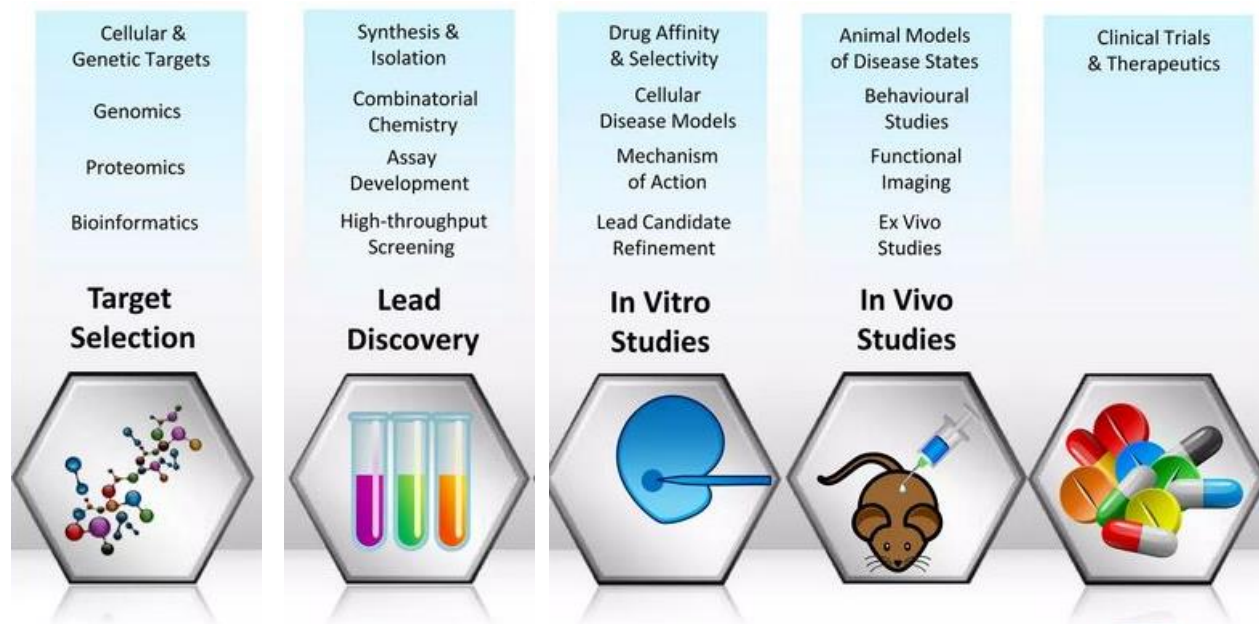 Cellular &
Genetic Targets
Genomics
Proteomics
Bioinformatics
Target
Selection
Synthesis &
Isolation
Combinatorial
Chemistry
Assay
Development
High-throughput
Screening
Lead
Discovery
Drug Affinity
& Selectivity
Cellular
Disease Models
Mechanism
of Action
Lead Candidate
Refinement
In Vitro
Studies
Animal Models
of Disease States
Behavioural
Studies
Functional
Imaging
Ex Vivo
Studies
In Vivo
Studies
Clinical Trials
& Therapeutics